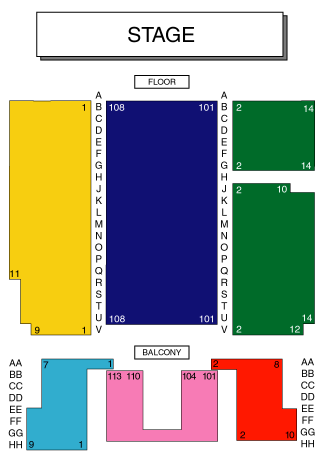 STAGE
FLOOR
A A
1 108 101 2 14
B B
C C
D D
E E
F F
G 2 14 G
H H
J 2 10 J
K K
L L
M M
N N
O O
P P
11 Q Q
R R
S S
T T
U 108 101 U 14
9 1 V V 2 12
BALCONY
AA 7 1 2 8 AA
BB 113 110 104 101 BB
CC CC
DD DD
EE EE
FF FF
GG 2 10 GG
HH 9 1 HH